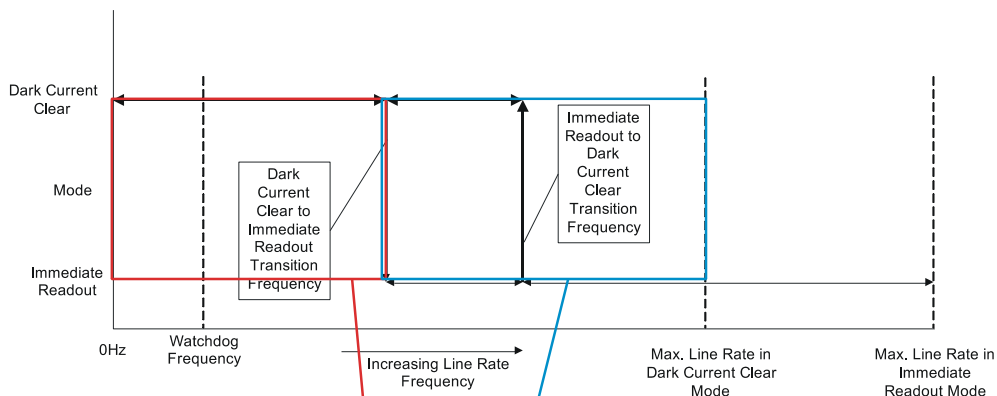 Dark Current
Clear
Mode
Immediate
Readout
Dark
Current
Clear to
Immediate
Readout
Transition
Frequency
Immediate
Readout to
Dark
Current
Clear
Transition
Frequency
0Hz
Watchdog
Frequency
Increasing Line Rate
Frequency
Max. Line Rate in
Dark Current Clear
Mode
Max. Line Rate in
Immediate
Readout Mode